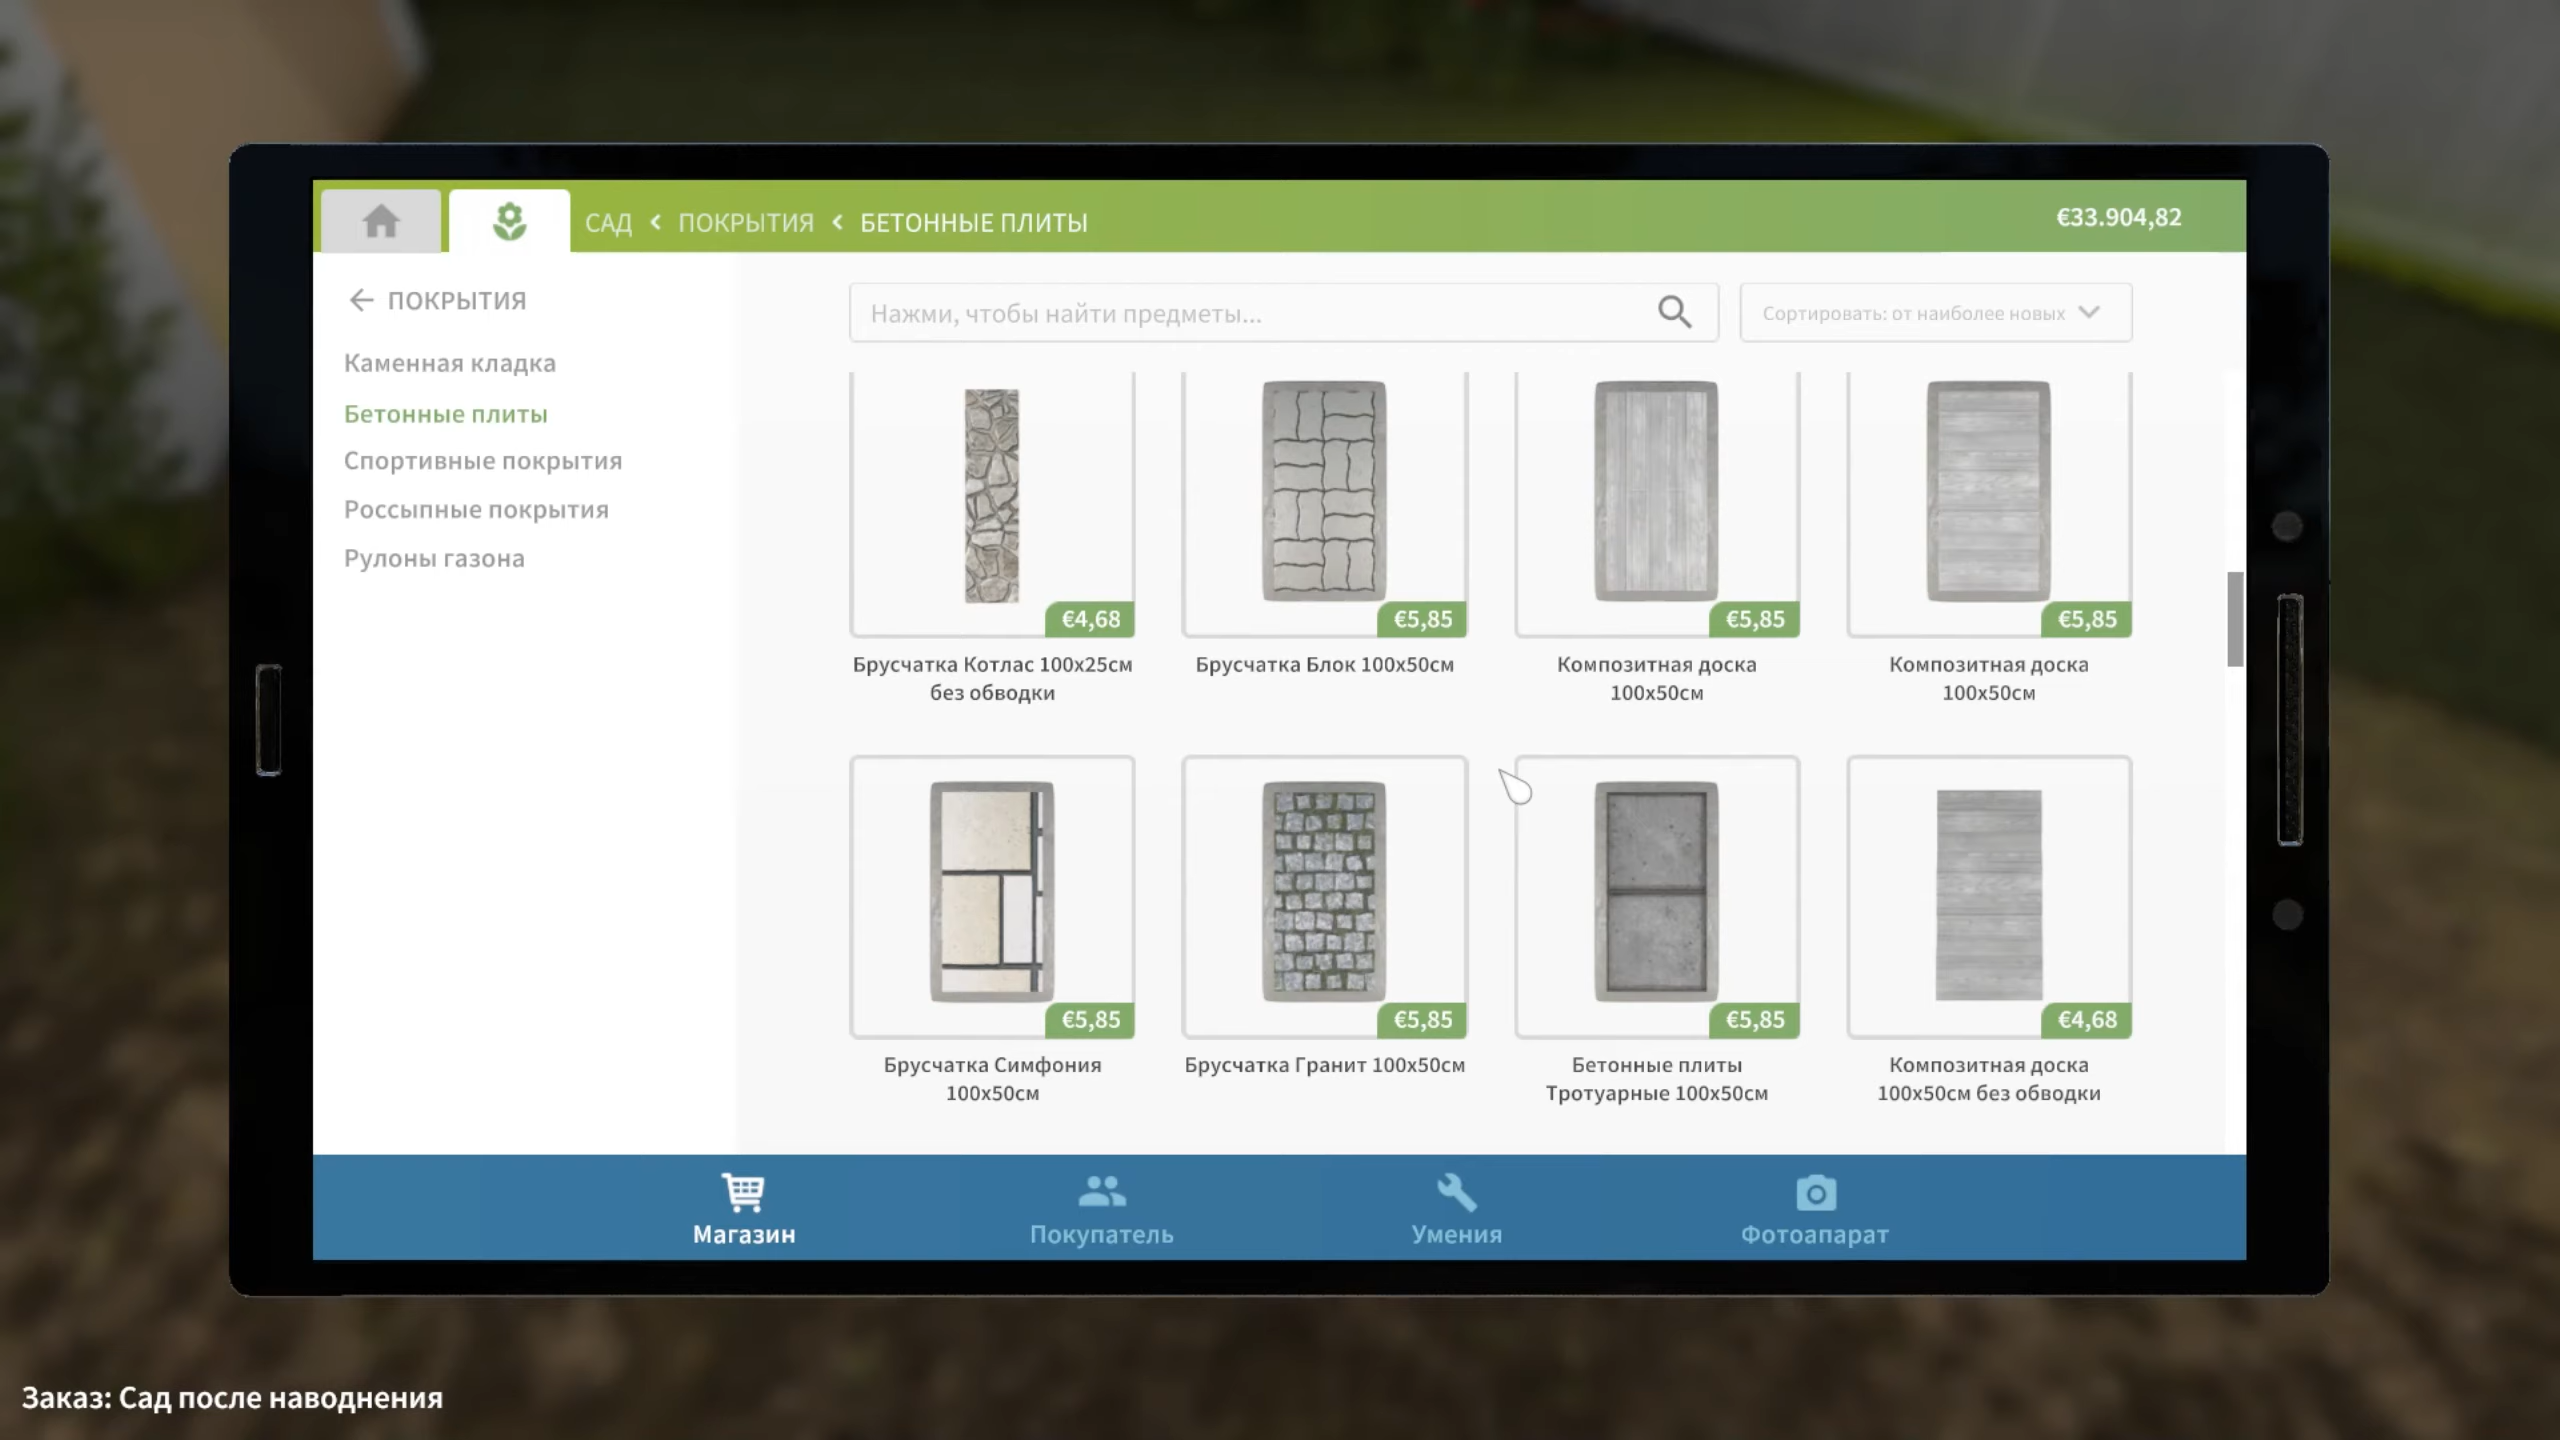 САД < ПОКРЫТИЯ < БЕТОННЫЕ ПЛИТЫ
€33.904,82
ПОКРЫТИЯ
Каменная кладка
Бетонные плиты
Спортивные покрытия
Россыпные покрытия
Рулоны газона
Нажми, чтобы найти предметы...
Сортировать: от наиболее новых
€4,68
€5,85
€5,85
€5,85
Брусчатка Котлас 100x25см
без обводки
Брусчатка Блок 100x50см
Композитная доска
100x50см
Композитная доска
100x50см
€5,85
€5,85
€5,85
€4,68
Брусчатка Симфония
100x50см
Брусчатка Гранит 100x50см
Бетонные плиты
Тротуарные 100x50см
Композитная доска
100x50см без обводки
Магазин
Покупатель
Умения
Фотоапарат
Заказ: Сад после наводнения